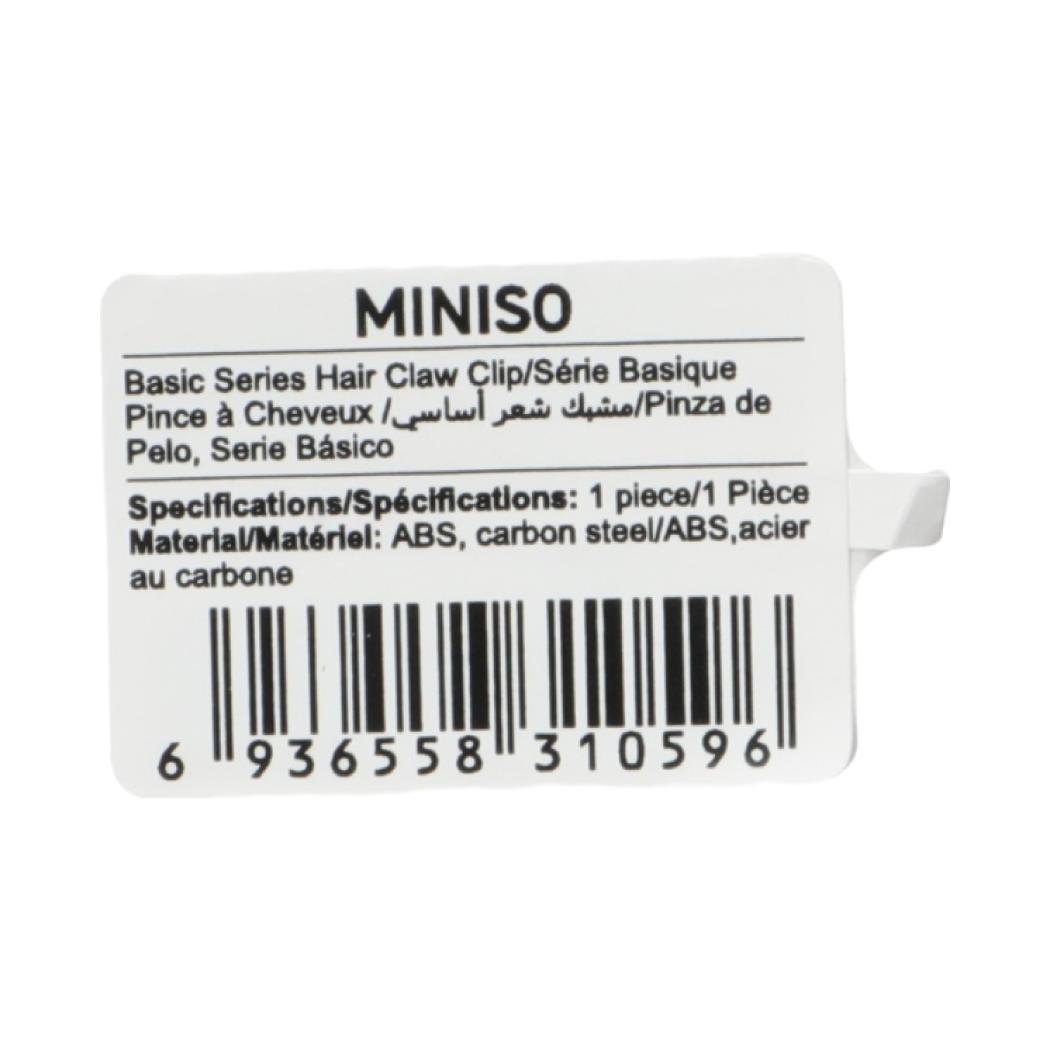 MINISO
Basic Series Hair Claw Clip/Série Basique
Pince à Cheveux /مشبك شعر أساسي/Pinza de
Pelo, Serie Básico
Specifications/Spécifications: 1 piece/1 Pièce
Material/Matériel: ABS, carbon steel/ABS,acier
au carbone
6 936558 310596